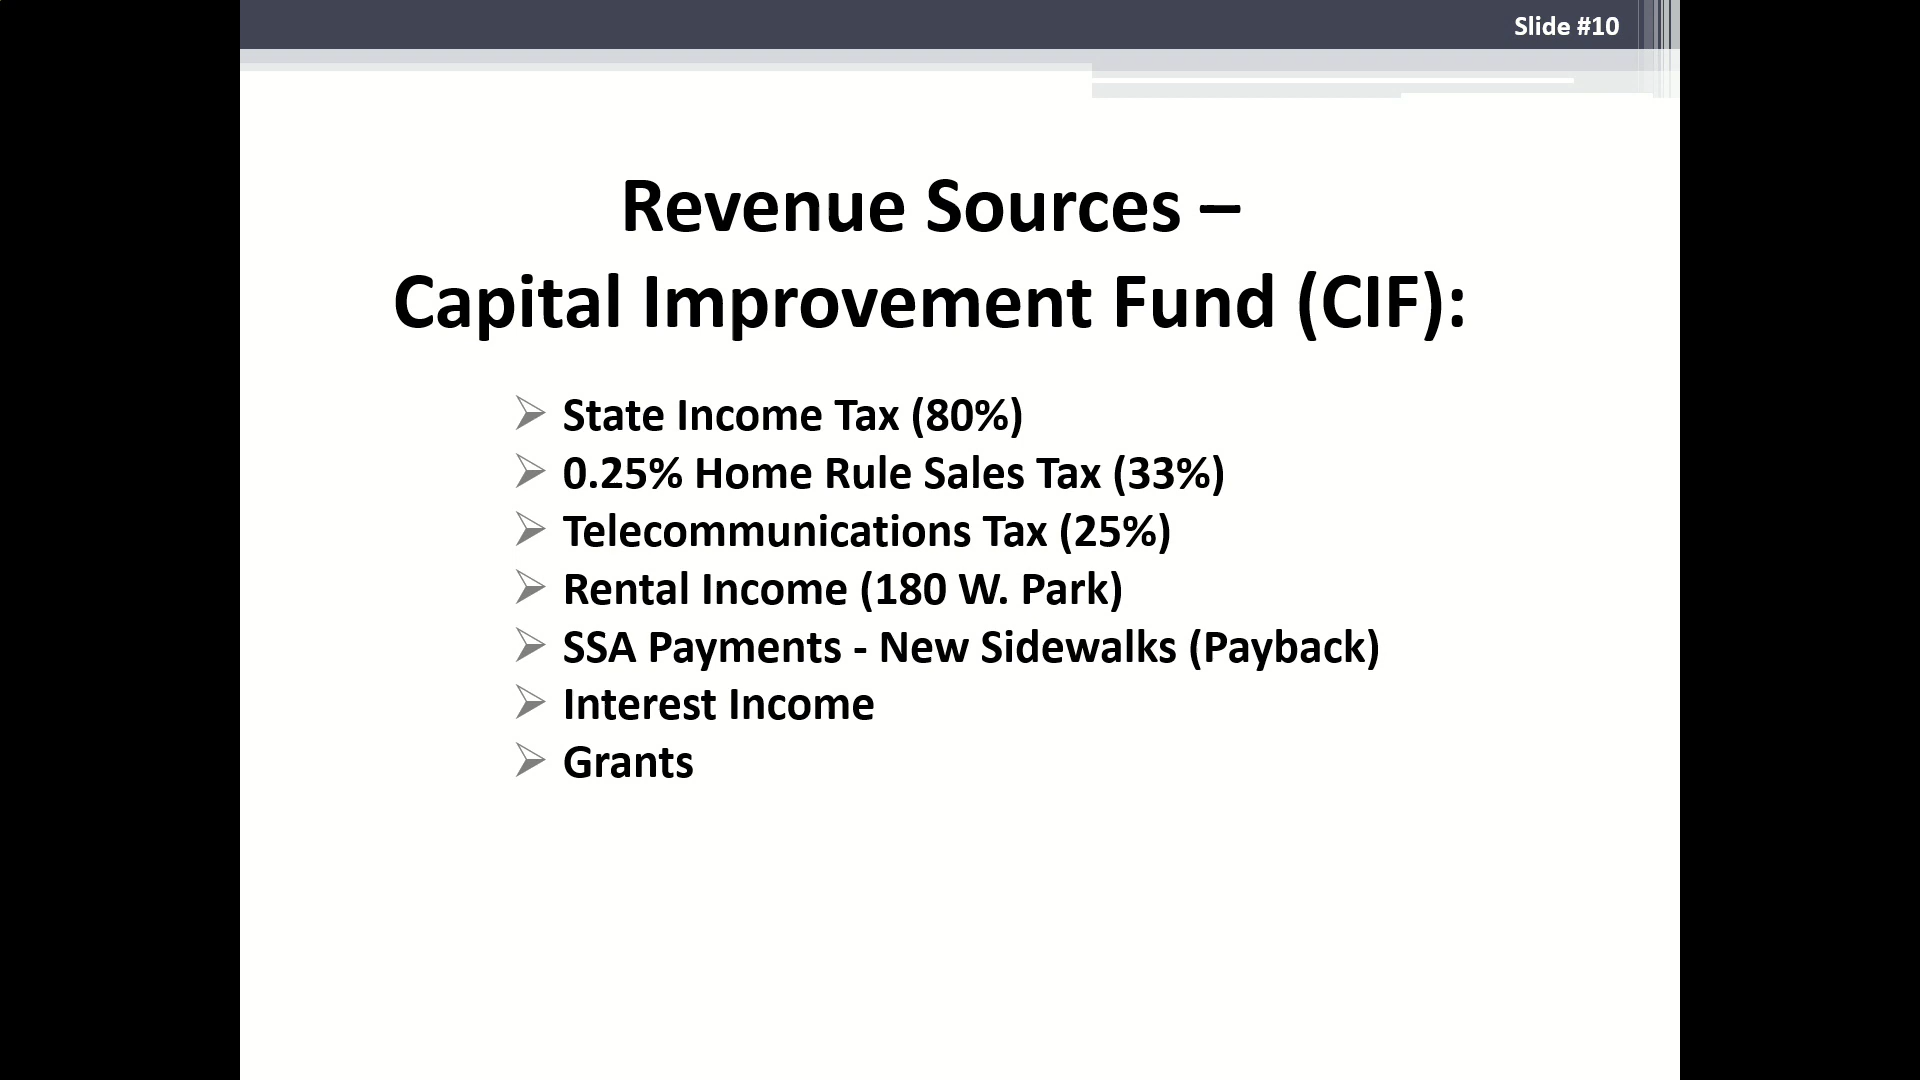 Slide #10
Revenue Sources –
Capital Improvement Fund (CIF):
State Income Tax (80%)
0.25% Home Rule Sales Tax (33%)
Telecommunications Tax (25%)
Rental Income (180 W. Park)
SSA Payments - New Sidewalks (Payback)
Interest Income
Grants